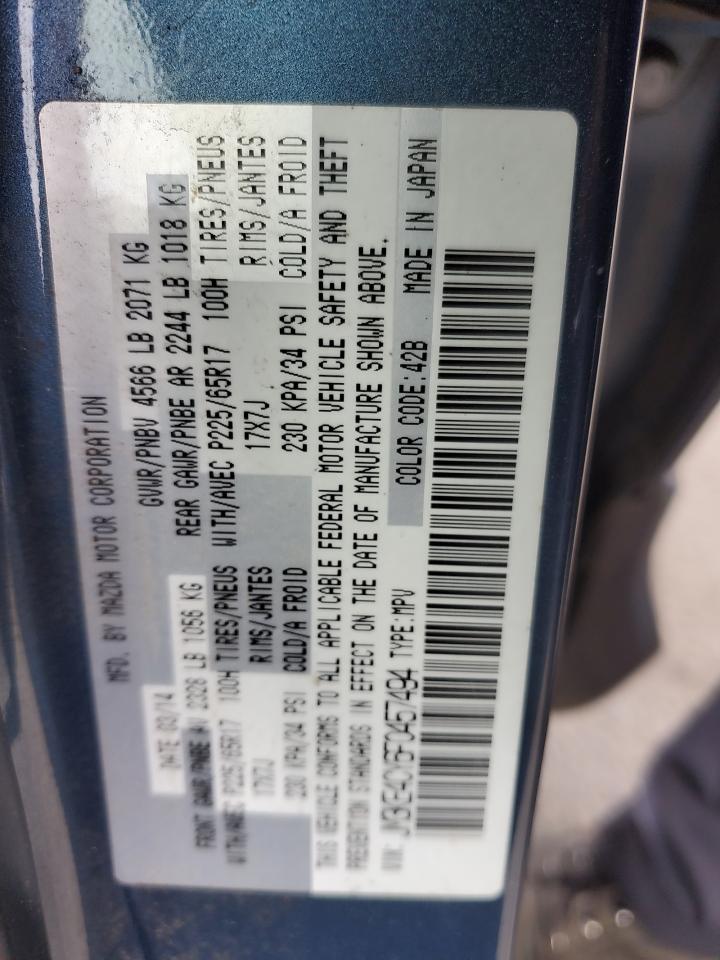 MFD. BY MAZDA MOTOR CORPORATION
DATE 03/14 GVWR/PNBV 4566 LB 2071 KG
FRONT GAWR/PNBE AV 2328 LB 1056 KG REAR GAWR/PNBE AR 2244 LB 1018 KG
WITH/AVEC P225/65R17 100H TIRES/PNEUS WITH/AVEC P225/65R17 100H TIRES/PNEUS
17X7J RIMS/JANTES 17X7J RIMS/JANTES
230 KPA/34 PSI COLD/A FROID 230 KPA/34 PSI COLD/A FROID
THIS VEHICLE CONFORMS TO ALL APPLICABLE FEDERAL MOTOR VEHICLE SAFETY AND THEFT
PREVENTION STANDARDS IN EFFECT ON THE DATE OF MANUFACTURE SHOWN ABOVE.
VIN: JM3KE4CY6F0457494 TYPE:MPV COLOR CODE:42B MADE IN JAPAN